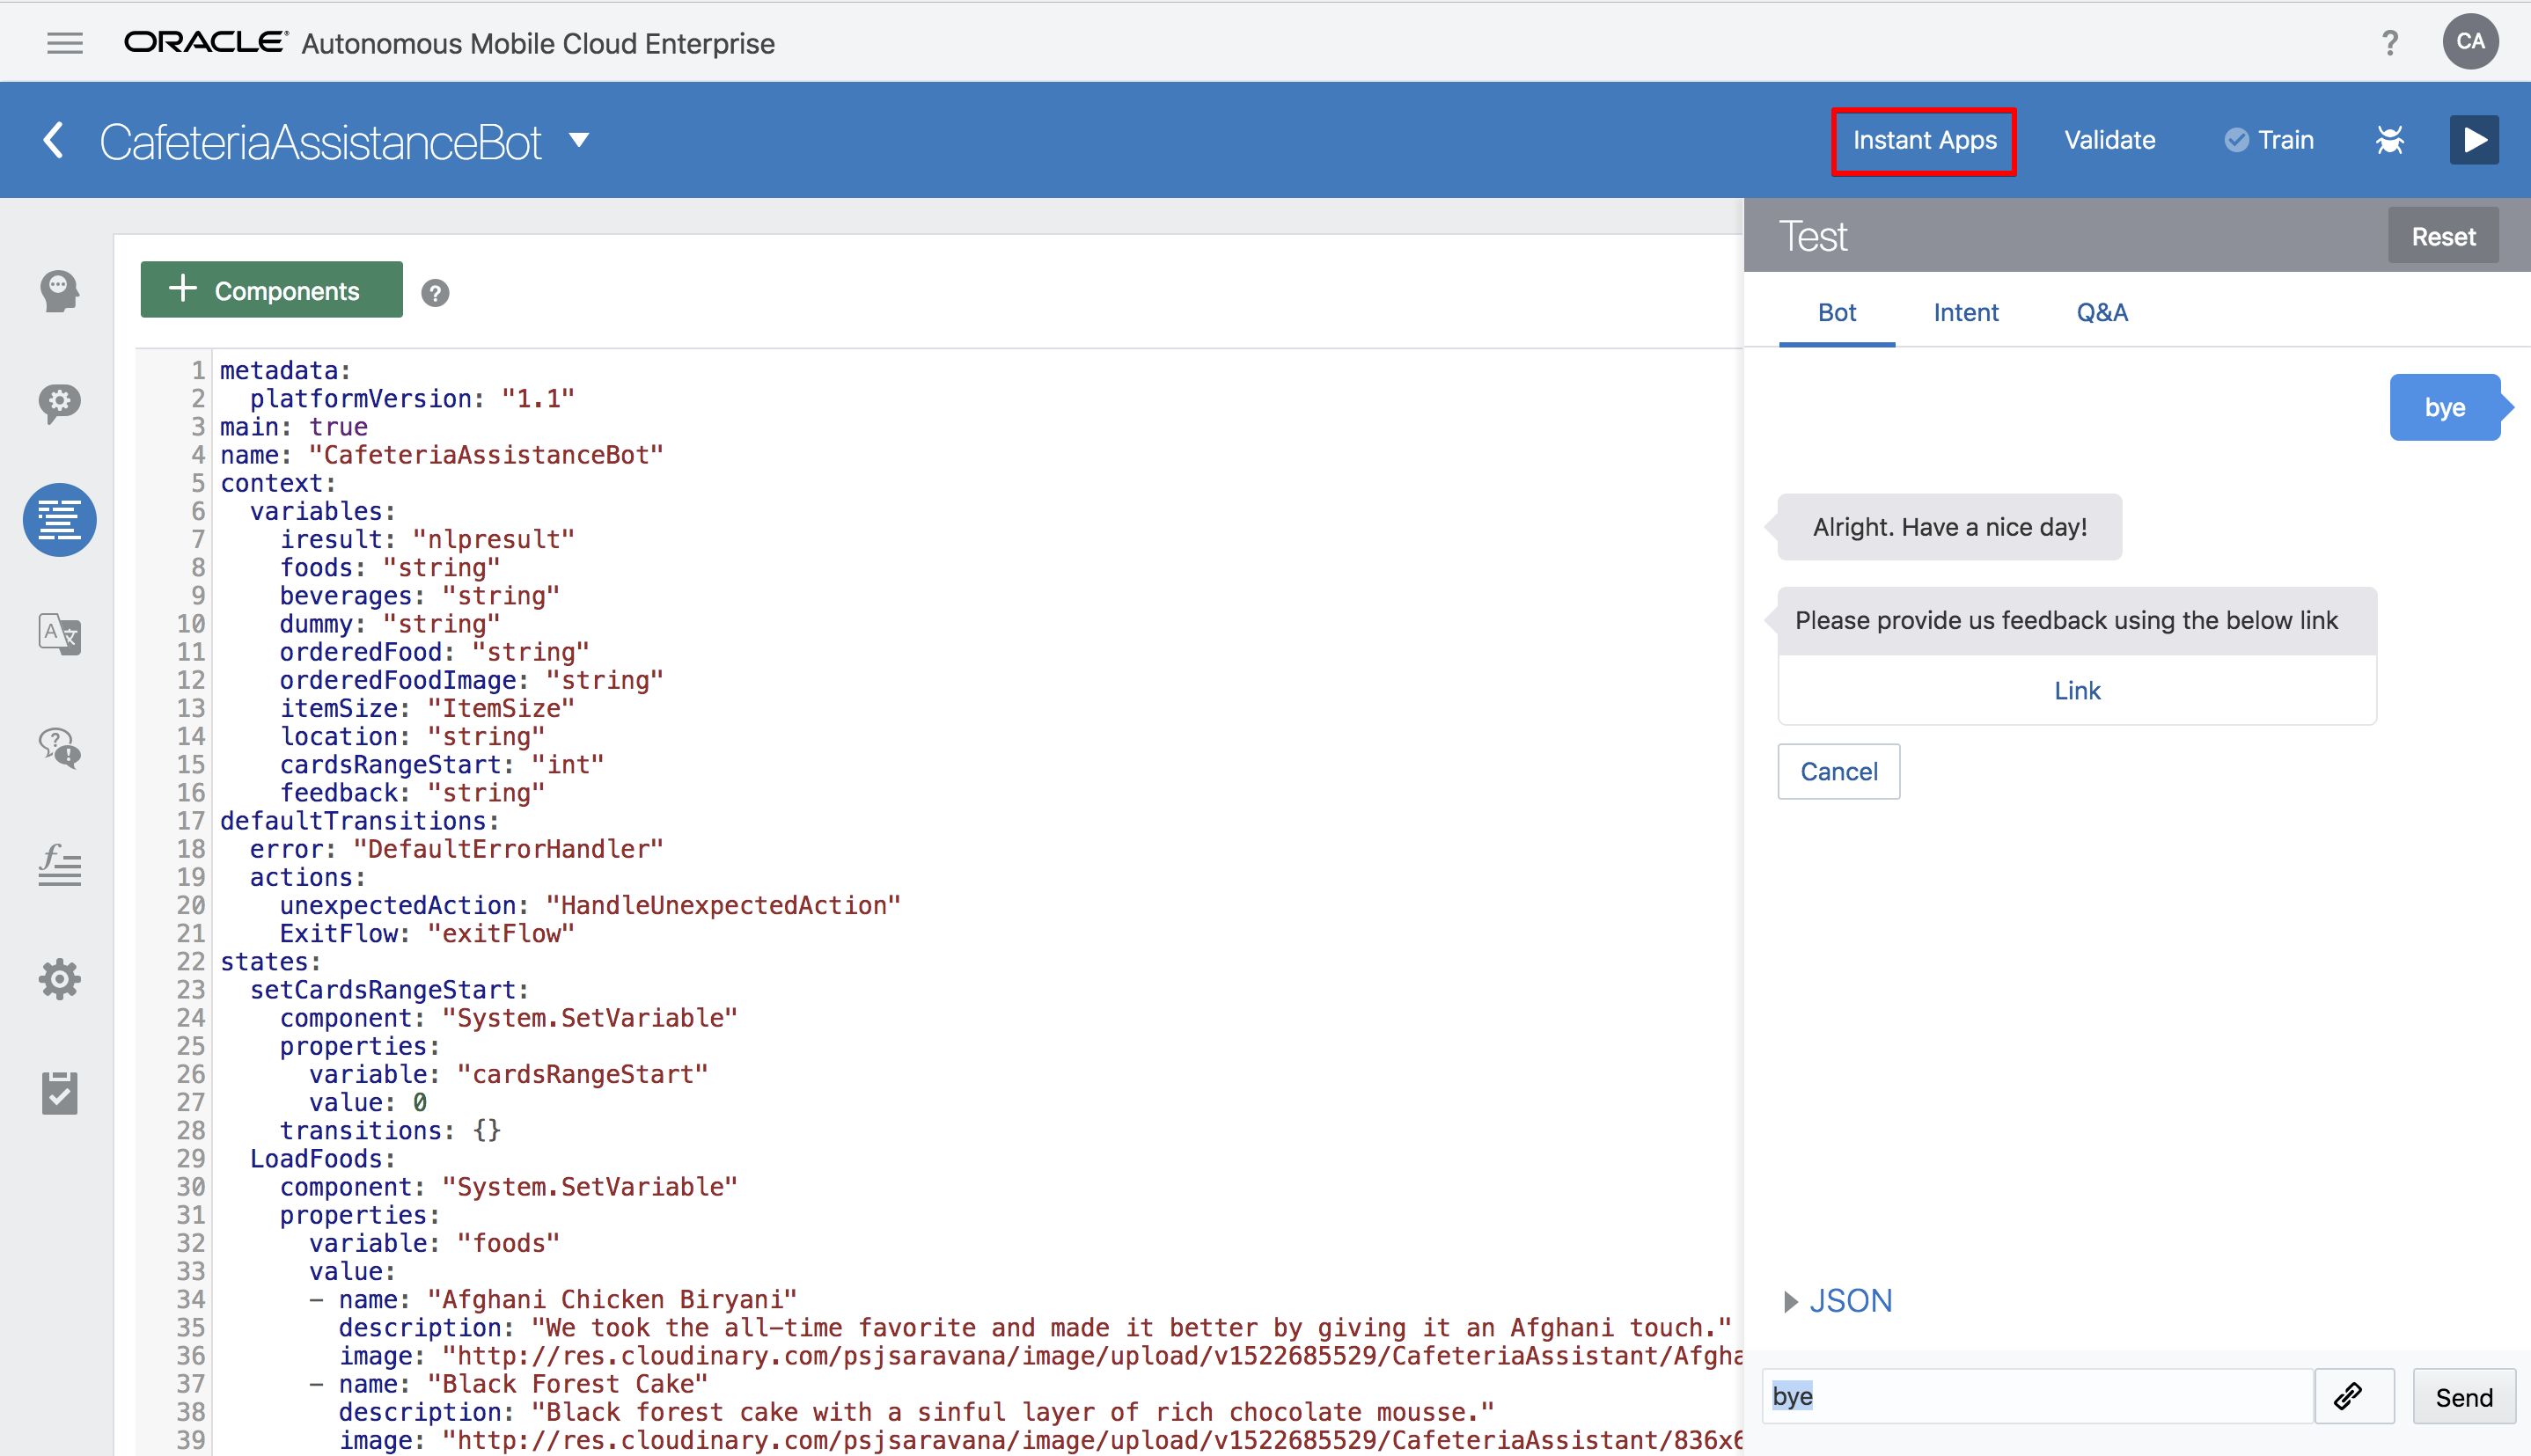 ORACLE® Autonomous Mobile Cloud Enterprise
? CA
CafeteriaAssistanceBot
Instant Apps Validate Train
+ Components ?
1 metadata:
2 platformVersion: "1.1"
3 main: true
4 name: "CafeteriaAssistanceBot"
5 context:
6 variables:
7 iresult: "nlpresult"
8 foods: "string"
9 beverages: "string"
10 dummy: "string"
11 orderedFood: "string"
12 orderedFoodImage: "string"
13 itemSize: "ItemSize"
14 location: "string"
15 cardsRangeStart: "int"
16 feedback: "string"
17 defaultTransitions:
18 error: "DefaultErrorHandler"
19 actions:
20 unexpectedAction: "HandleUnexpectedAction"
21 ExitFlow: "exitFlow"
22 states:
23 setCardsRangeStart:
24 component: "System.SetVariable"
25 properties:
26 variable: "cardsRangeStart"
27 value: 0
28 transitions: {}
29 LoadFoods:
30 component: "System.SetVariable"
31 properties:
32 variable: "foods"
33 value:
34 - name: "Afghani Chicken Biryani"
35 description: "We took the all-time favorite and made it better by giving it an Afghani touch."
36 image: "http://res.cloudinary.com/psjsaravana/image/upload/v1522685529/CafeteriaAssistant/Afgha
37 - name: "Black Forest Cake"
38 description: "Black forest cake with a sinful layer of rich chocolate mousse."
39 image: "http://res.cloudinary.com/psjsaravana/image/upload/v1522685529/CafeteriaAssistant/836x6
Test
Reset
Bot Intent Q&A
bye
Alright. Have a nice day!
Please provide us feedback using the below link
Link
Cancel
JSON
bye
Send